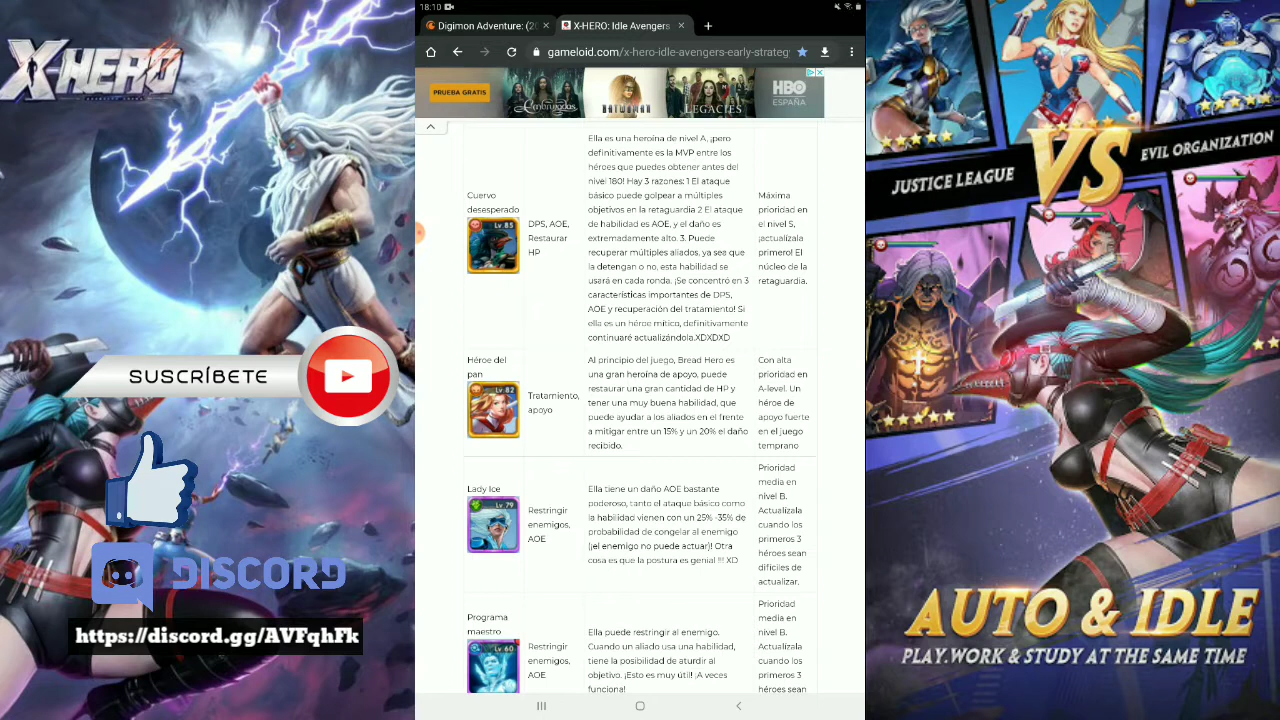 X-HERO
SUSCRÍBETE
DISCORD
https://discord.gg/AVFqhFk
18:10
Digimon Adventure: (20
X-HERO: Idle Avengers
gameloid.com/x-hero-idle-avengers-early-strategy
PRUEBA GRATIS
Embrujadas
BATWOMAN
LEGACIES
HBO
ESPAÑA
Cuervo
desesperado
Lv. 85
DPS, AOE,
Restaurar
HP
Ella es una heroína de nivel A, ¡pero
definitivamente es la MVP entre los
héroes que puedes obtener antes del
nivel 180! Hay 3 razones: 1 El ataque
básico puede golpear a múltiples
objetivos en la retaguardia 2 El ataque
de habilidad es AOE, y el daño es
extremadamente alto. 3. Puede
recuperar múltiples aliados, ya sea que
la detengan o no, esta habilidad se
usará en cada ronda. ¡Se concentró en 3
características importantes de DPS,
AOE y recuperación del tratamiento! Si
ella es un héroe mítico, definitivamente
continuaré actualizándola.XDXDXD
Máxima
prioridad en
el nivel S,
¡actualízala
primero! El
núcleo de la
retaguardia.
Héroe del
pan
Lv 82
Tratamiento,
apoyo
Al principio del juego, Bread Hero es
una gran heroína de apoyo, puede
restaurar una gran cantidad de HP y
tener una muy buena habilidad, que
puede ayudar a los aliados en el frente
a mitigar entre un 15% y un 20% el daño
recibido.
Con alta
prioridad en
A-level. Un
héroe de
apoyo fuerte
en el juego
temprano
Lady Ice
Lv 79
Restringir
enemigos,
AOE
Ella tiene un daño AOE bastante
poderoso, tanto el ataque básico como
la habilidad vienen con un 25% -35% de
probabilidad de congelar al enemigo
(¡el enemigo no puede actuar)! Otra
cosa es que la postura es genial !!! XD
Prioridad
media en
nivel B.
Actualízala
cuando los
primeros 3
héroes sean
difíciles de
actualizar.
Programa
maestro
Lv 60
Restringir
enemigos,
AOE
Ella puede restringir al enemigo.
Cuando un aliado usa una habilidad,
tiene la posibilidad de aturdir al
objetivo. ¡Esto es muy útil! ¡A veces
funciona!
Prioridad
media en
nivel B.
Actualízala
cuando los
primeros 3
héroes sean
JUSTICE LEAGUE
VS
EVIL ORGANIZATION
AUTO & IDLE
PLAY.WORK & STUDY AT THE SAME TIME